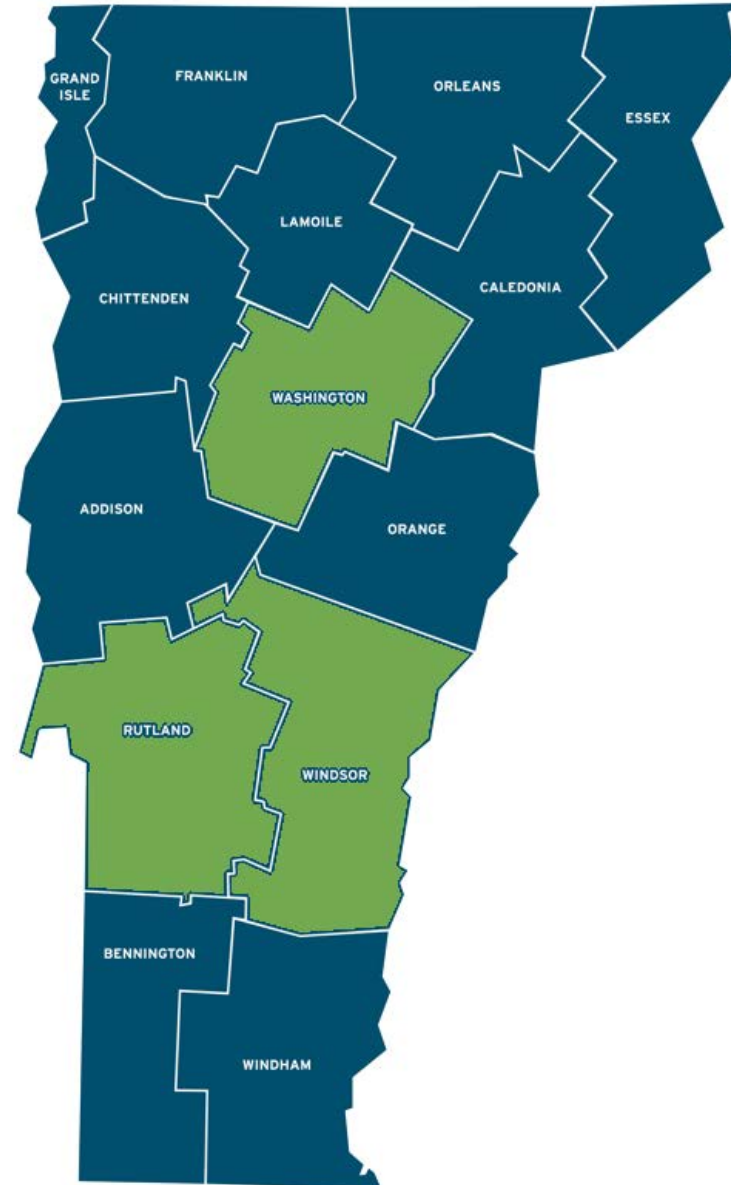 GRAND
ISLE
FRANKLIN
ORLEANS
ESSEX
LAMOILE
CHITTENDEN
CALEDONIA
WASHINGTON
ADDISON
ORANGE
RUTLAND
WINDSOR
BENNINGTON
WINDHAM